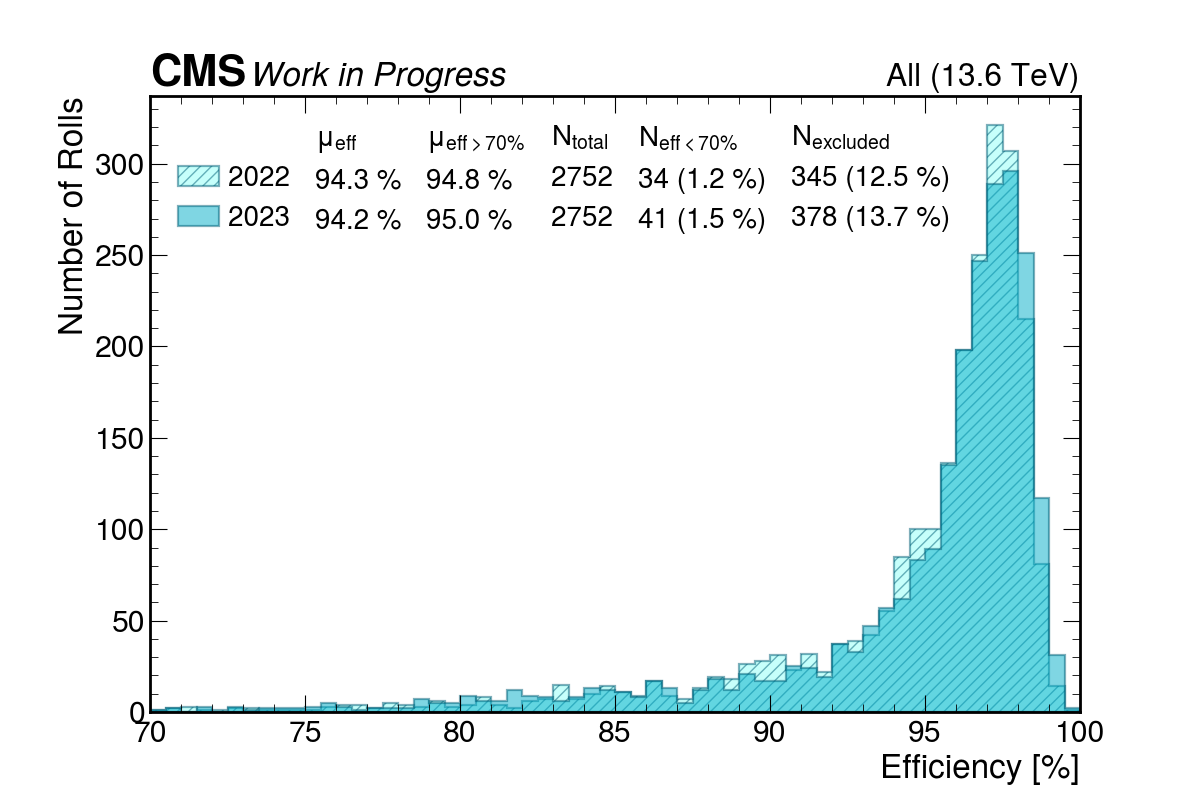 CMS Work in Progress All (13.6 TeV)
μeff μeff > 70% Ntotal Neff < 70% Nexcluded
2022 94.3 % 94.8 % 2752 34 (1.2 %) 345 (12.5 %)
2023 94.2 % 95.0 % 2752 41 (1.5 %) 378 (13.7 %)
Number of Rolls
300
250
200
150
100
50
0
70 75 80 85 90 95 100
Efficiency [%]